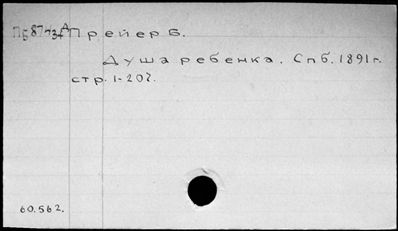 Прейер Б.
Душа ребенка. Спб. 1891 г.
стр. 1-207.
60.562.